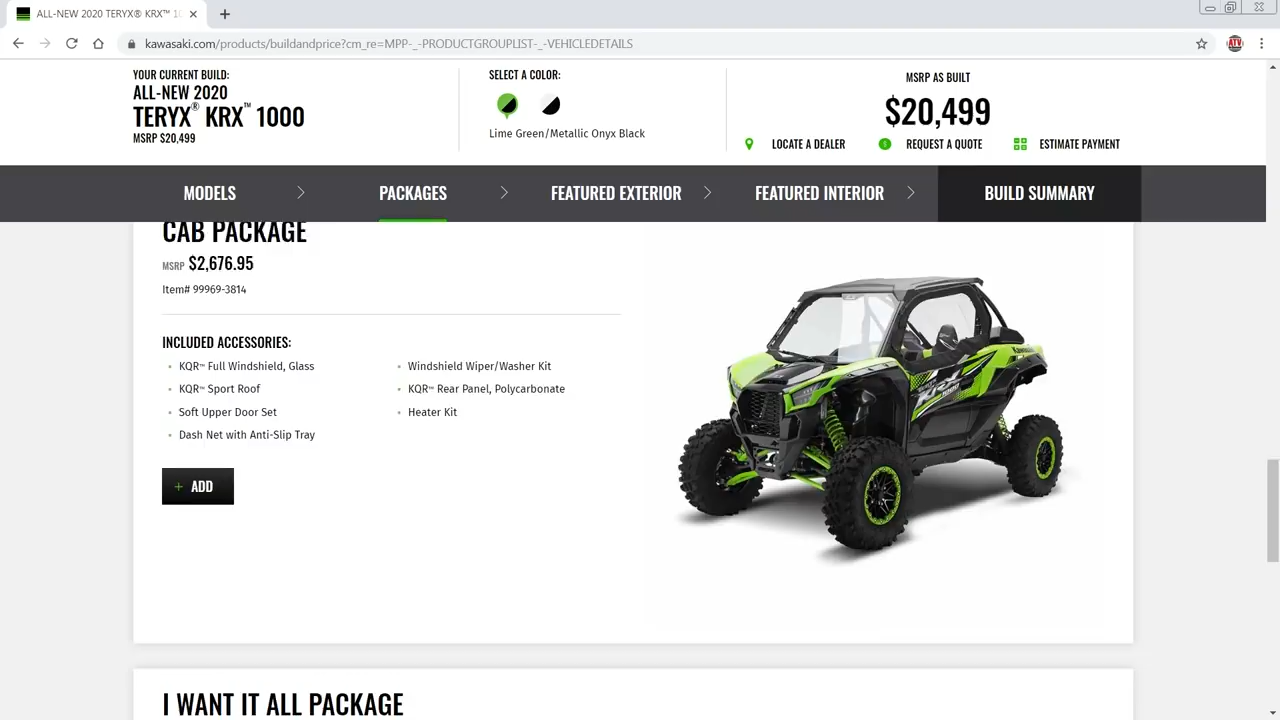 ALL-NEW 2020 TERYX® KRX™ 10
kawasaki.com/products/buildandprice?cm_re=MPP-_-PRODUCTGROUPLIST-_-VEHICLEDETAILS
ATV
YOUR CURRENT BUILD:
ALL-NEW 2020
TERYX® KRX™ 1000
MSRP $20,499
SELECT A COLOR:
Lime Green/Metallic Onyx Black
MSRP AS BUILT
$20,499
LOCATE A DEALER
REQUEST A QUOTE
ESTIMATE PAYMENT
MODELS
PACKAGES
FEATURED EXTERIOR
FEATURED INTERIOR
BUILD SUMMARY
CAB PACKAGE
MSRP $2,676.95
Item# 99969-3814
INCLUDED ACCESSORIES:
KQR™ Full Windshield, Glass
KQR™ Sport Roof
Soft Upper Door Set
Dash Net with Anti-Slip Tray
Windshield Wiper/Washer Kit
KQR™ Rear Panel, Polycarbonate
Heater Kit
+ ADD
KRX
I WANT IT ALL PACKAGE